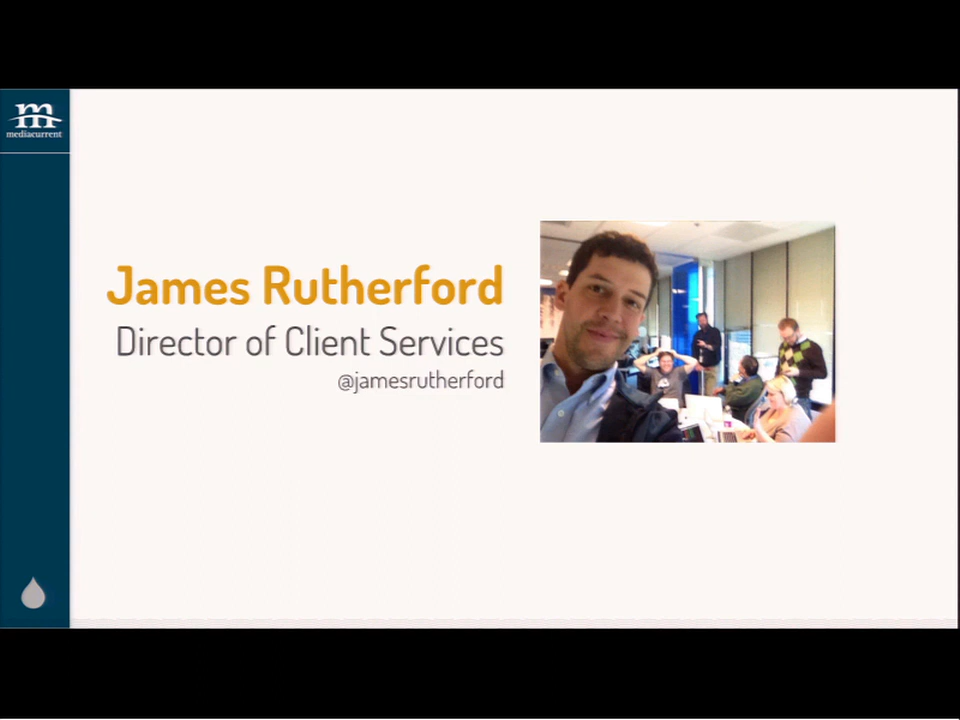 m
mediacurrent
James Rutherford
Director of Client Services
@jamesrutherford